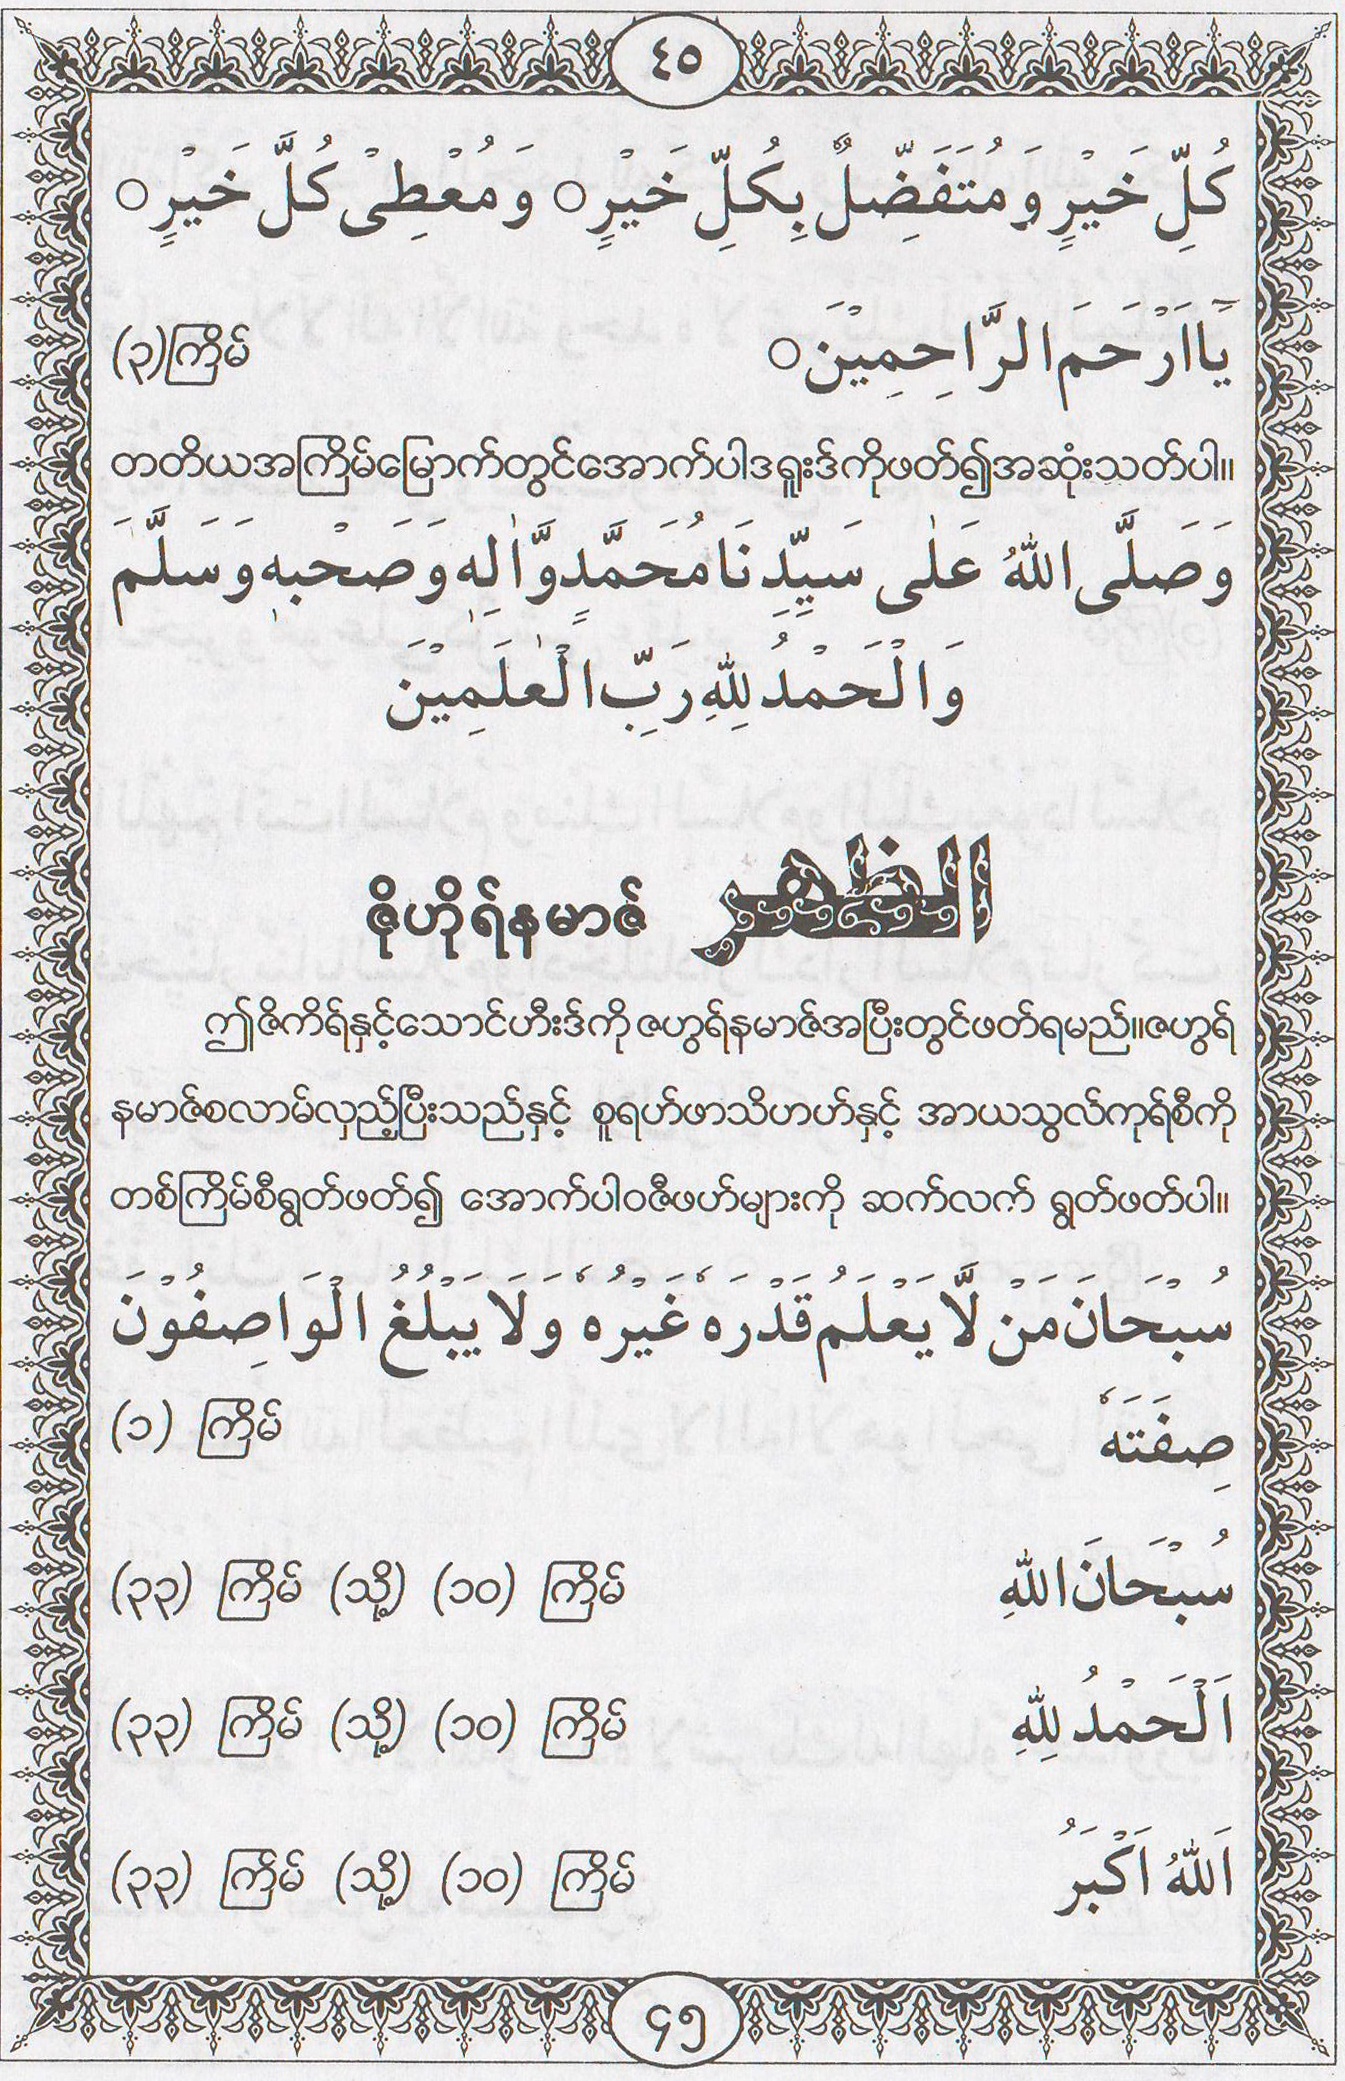 ٤٥
كُلِّ خَيْرٍ وَمُتَفَضِّلٌ بِكُلِّ خَيْرٍ ○ وَمُعْطِيْ كُلَّ خَيْرٍ ○
يَٓا اَرْحَمَ الرَّاحِمِيْنَ ○ (၃)ကြိမ်
တတိယအကြိမ်မြောက်တွင်အောက်ပါဒရူးဒ်ကိုဖတ်၍အဆုံးသတ်ပါ။
وَصَلَّى اللّٰهُ عَلٰى سَيِّدِنَا مُحَمَّدٍ وَّاٰلِهٖ وَصَحْبِهٖ وَسَلَّمَ
وَالْحَمْدُ لِلّٰهِ رَبِّ الْعٰلَمِيْنَ
الظهر ဇိုဟိုရ်နမာဇ်
ဤဇိကိရ်နှင့်သောင်ဟီးဒ်ကို ဇဟွရ်နမာဇ်အပြီးတွင်ဖတ်ရမည်။ဇဟွရ်
နမာဇ်စလာမ်လှည့်ပြီးသည်နှင့် စူရဟ်ဖာသိဟဟ်နှင့် အာယသွလ်ကုရ်စီကို
တစ်ကြိမ်စီရွတ်ဖတ်၍ အောက်ပါဝဇီဖဟ်များကို ဆက်လက် ရွတ်ဖတ်ပါ။
سُبْحَانَ مَنْ لَّا يَعْلَمُ قَدْرَهٗ غَيْرُهٗ وَلَا يَبْلُغُ الْوَاصِفُوْنَ
صِفَتَهٗ (၁) ကြိမ်
سُبْحَانَ اللّٰهِ (၃၃) ကြိမ် (သို့) (၁၀) ကြိမ်
اَلْحَمْدُ لِلّٰهِ (၃၃) ကြိမ် (သို့) (၁၀) ကြိမ်
اَللّٰهُ اَكْبَرُ (၃၃) ကြိမ် (သို့) (၁၀) ကြိမ်
၄၅